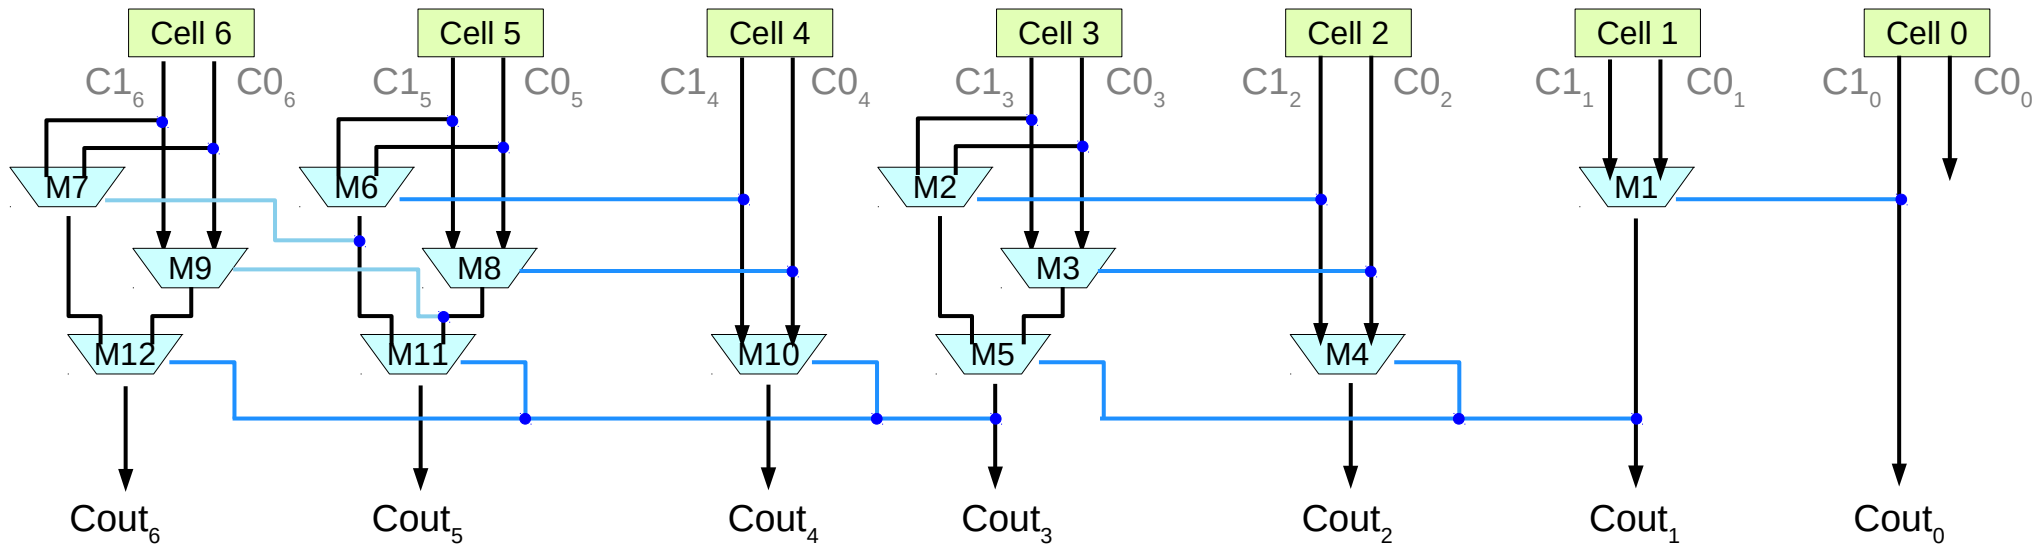 Cell 6 Cell 5 Cell 4 Cell 3 Cell 2 Cell 1 Cell 0
C1₆ C0₆ C1₅ C0₅ C1₄ C0₄ C1₃ C0₃ C1₂ C0₂ C1₁ C0₁ C1₀ C0₀
M7 M6 M2 M1
M9 M8 M3
M12 M11 M10 M5 M4
Cout₆ Cout₅ Cout₄ Cout₃ Cout₂ Cout₁ Cout₀